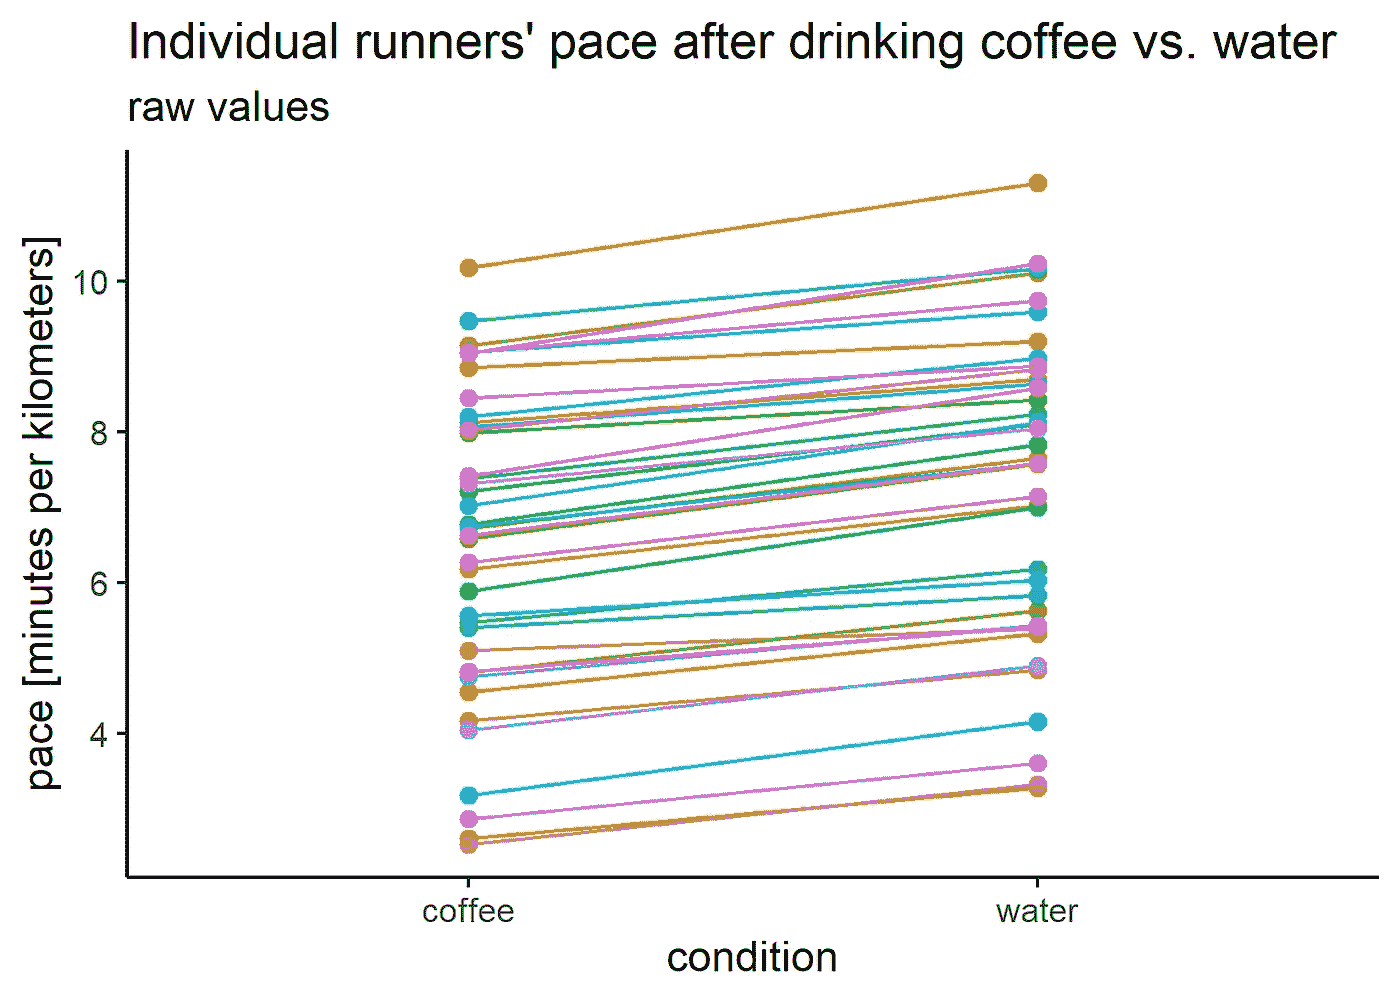 Individual runners' pace after drinking coffee vs. water
raw values
pace [minutes per kilometers]
10
8
6
4
coffee
water
condition